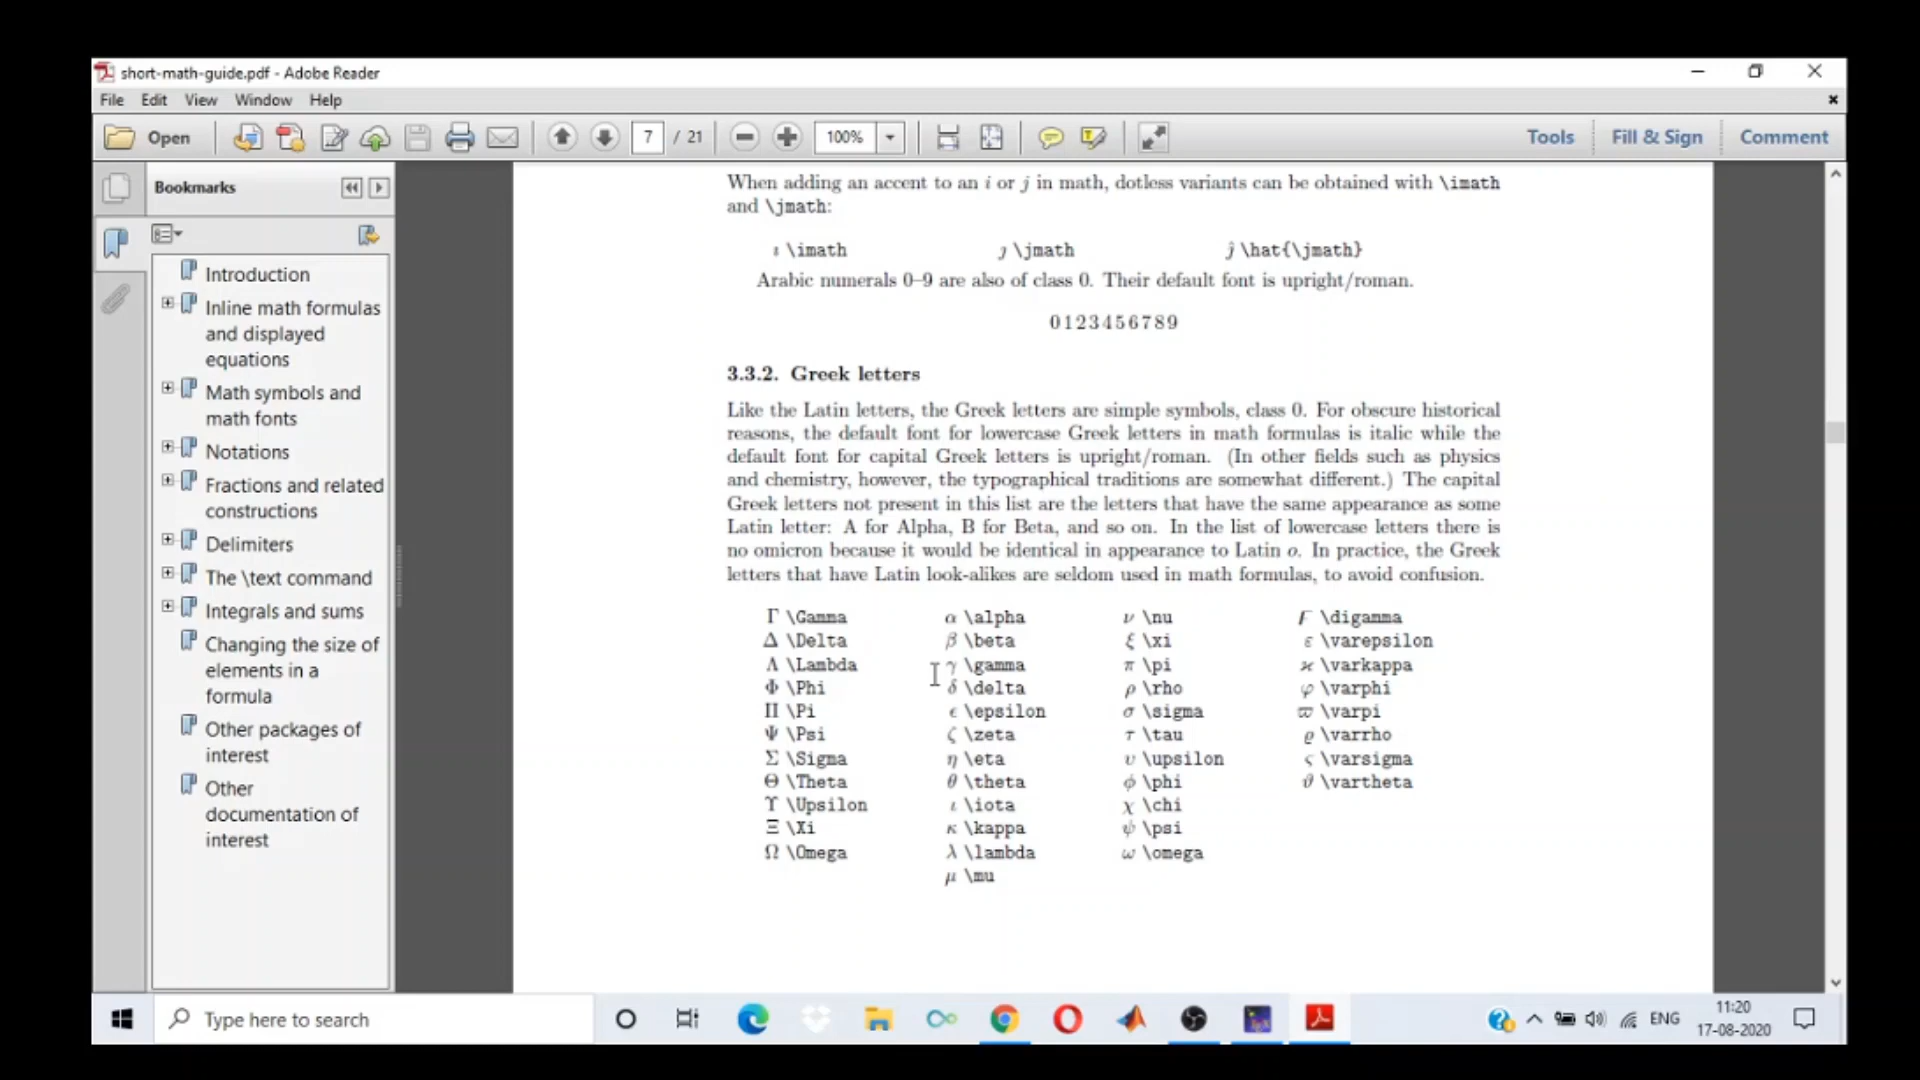 short-math-guide.pdf - Adobe Reader
File Edit View Window Help
Open 7 / 21 100% Tools Fill & Sign Comment
Bookmarks
Introduction
Inline math formulas
and displayed
equations
Math symbols and
math fonts
Notations
Fractions and related
constructions
Delimiters
The \text command
Integrals and sums
Changing the size of
elements in a
formula
Other packages of
interest
Other
documentation of
interest
When adding an accent to an i or j in math, dotless variants can be obtained with \imath
and \jmath:
ı \imath ȷ \jmath ȷ̂ \hat{\jmath}
Arabic numerals 0–9 are also of class 0. Their default font is upright/roman.
0 1 2 3 4 5 6 7 8 9
3.3.2. Greek letters
Like the Latin letters, the Greek letters are simple symbols, class 0. For obscure historical
reasons, the default font for lowercase Greek letters in math formulas is italic while the
default font for capital Greek letters is upright/roman. (In other fields such as physics
and chemistry, however, the typographical traditions are somewhat different.) The capital
Greek letters not present in this list are the letters that have the same appearance as some
Latin letter: A for Alpha, B for Beta, and so on. In the list of lowercase letters there is
no omicron because it would be identical in appearance to Latin o. In practice, the Greek
letters that have Latin look-alikes are seldom used in math formulas, to avoid confusion.
Γ \Gamma α \alpha ν \nu Ϝ \digamma
Δ \Delta β \beta ξ \xi ε \varepsilon
Λ \Lambda γ \gamma π \pi ϰ \varkappa
Φ \Phi δ \delta ρ \rho φ \varphi
Π \Pi ϵ \epsilon σ \sigma ϖ \varpi
Ψ \Psi ζ \zeta τ \tau ϱ \varrho
Σ \Sigma η \eta υ \upsilon ς \varsigma
Θ \Theta θ \theta ϕ \phi ϑ \vartheta
ϒ \Upsilon ι \iota χ \chi
Ξ \Xi κ \kappa ψ \psi
Ω \Omega λ \lambda ω \omega
μ \mu
Type here to search
ENG
11:20
17-08-2020